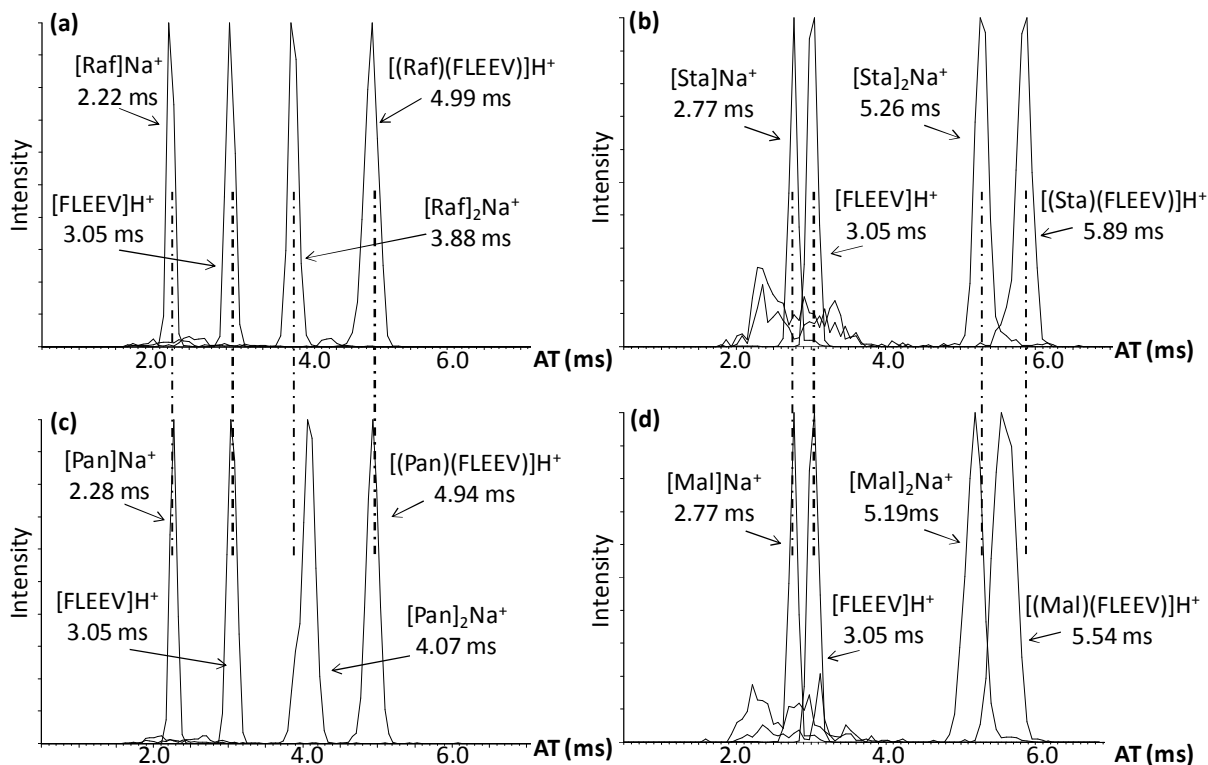 (a)
[Raf]Na⁺
2.22 ms
[(Raf)(FLEEV)]H⁺
4.99 ms
[FLEEV]H⁺
3.05 ms
[Raf]₂Na⁺
3.88 ms
Intensity
2.0 4.0 6.0 AT (ms)
(b)
[Sta]Na⁺
2.77 ms
[Sta]₂Na⁺
5.26 ms
[FLEEV]H⁺
3.05 ms
[(Sta)(FLEEV)]H⁺
5.89 ms
Intensity
2.0 4.0 6.0 AT (ms)
(c)
[Pan]Na⁺
2.28 ms
[(Pan)(FLEEV)]H⁺
4.94 ms
[FLEEV]H⁺
3.05 ms
[Pan]₂Na⁺
4.07 ms
Intensity
2.0 4.0 6.0 AT (ms)
(d)
[Mal]Na⁺
2.77 ms
[Mal]₂Na⁺
5.19ms
[FLEEV]H⁺
3.05 ms
[(Mal)(FLEEV)]H⁺
5.54 ms
Intensity
2.0 4.0 6.0 AT (ms)